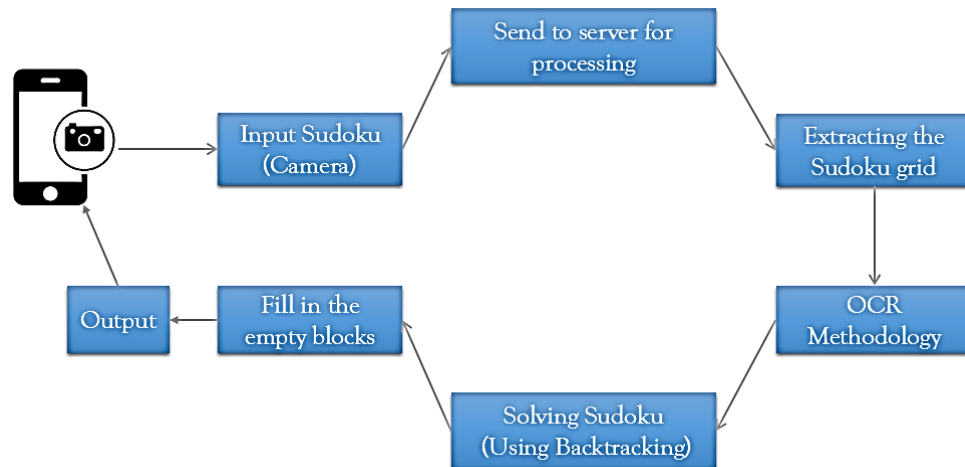 Send to server for
processing
Input Sudoku
(Camera)
Extracting the
Sudoku grid
Output
Fill in the
empty blocks
OCR
Methodology
Solving Sudoku
(Using Backtracking)